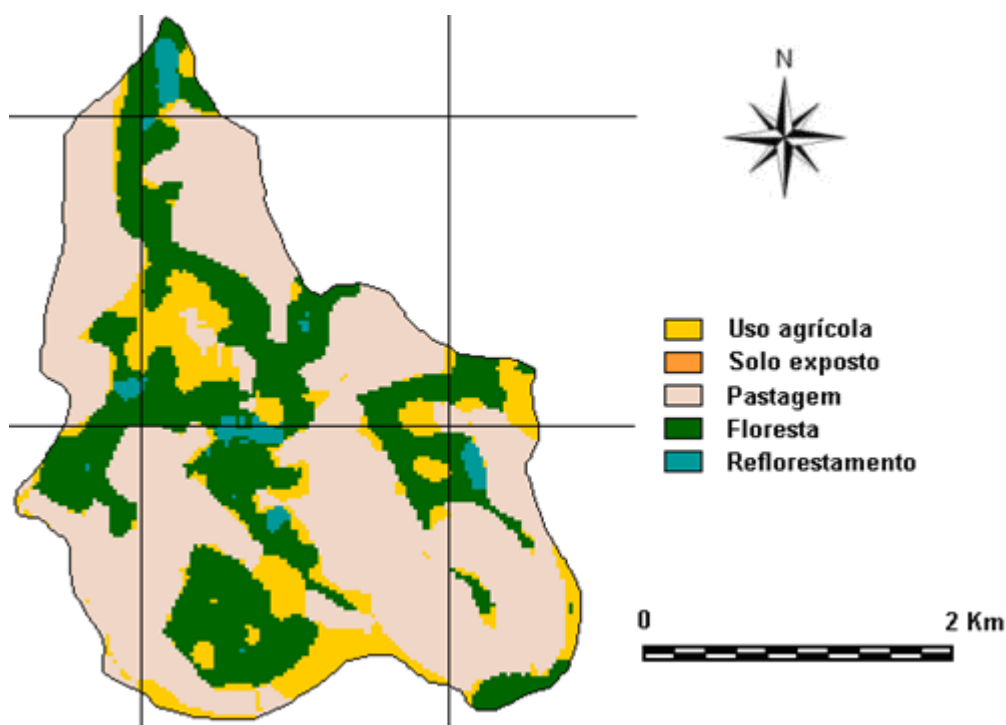 N
Uso agrícola
Solo exposto
Pastagem
Floresta
Reflorestamento
0 2 Km